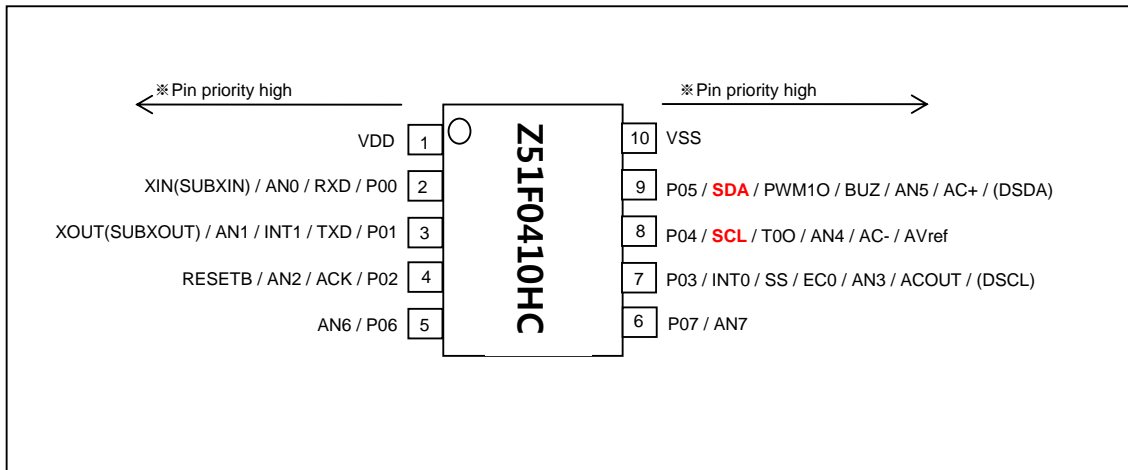 ※Pin priority high
※Pin priority high
VDD 1
10 VSS
XIN(SUBXIN) / AN0 / RXD / P00 2
9 P05 / SDA / PWM1O / BUZ / AN5 / AC+ / (DSDA)
XOUT(SUBXOUT) / AN1 / INT1 / TXD / P01 3
8 P04 / SCL / T0O / AN4 / AC- / AVref
RESETB / AN2 / ACK / P02 4
7 P03 / INT0 / SS / EC0 / AN3 / ACOUT / (DSCL)
AN6 / P06 5
6 P07 / AN7
Z51F0410HC